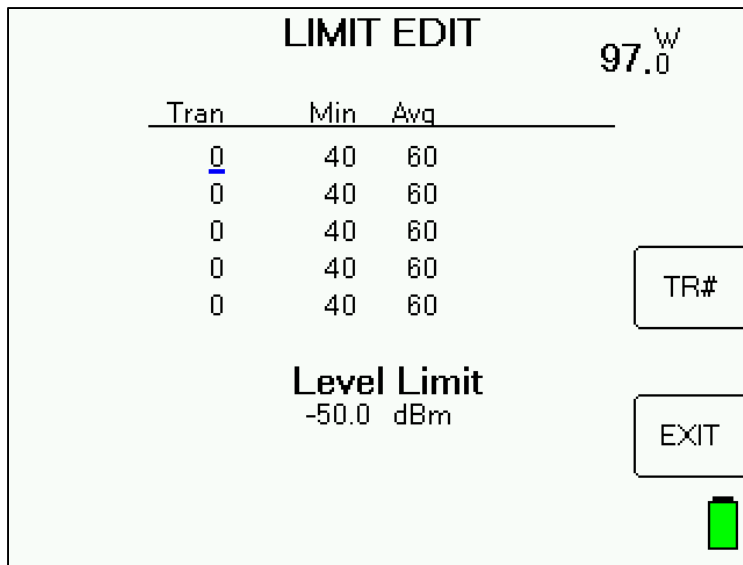 LIMIT EDIT
97.0 W
Tran Min Avg
0 40 60
0 40 60
0 40 60
0 40 60
0 40 60
TR#
Level Limit
-50.0 dBm
EXIT